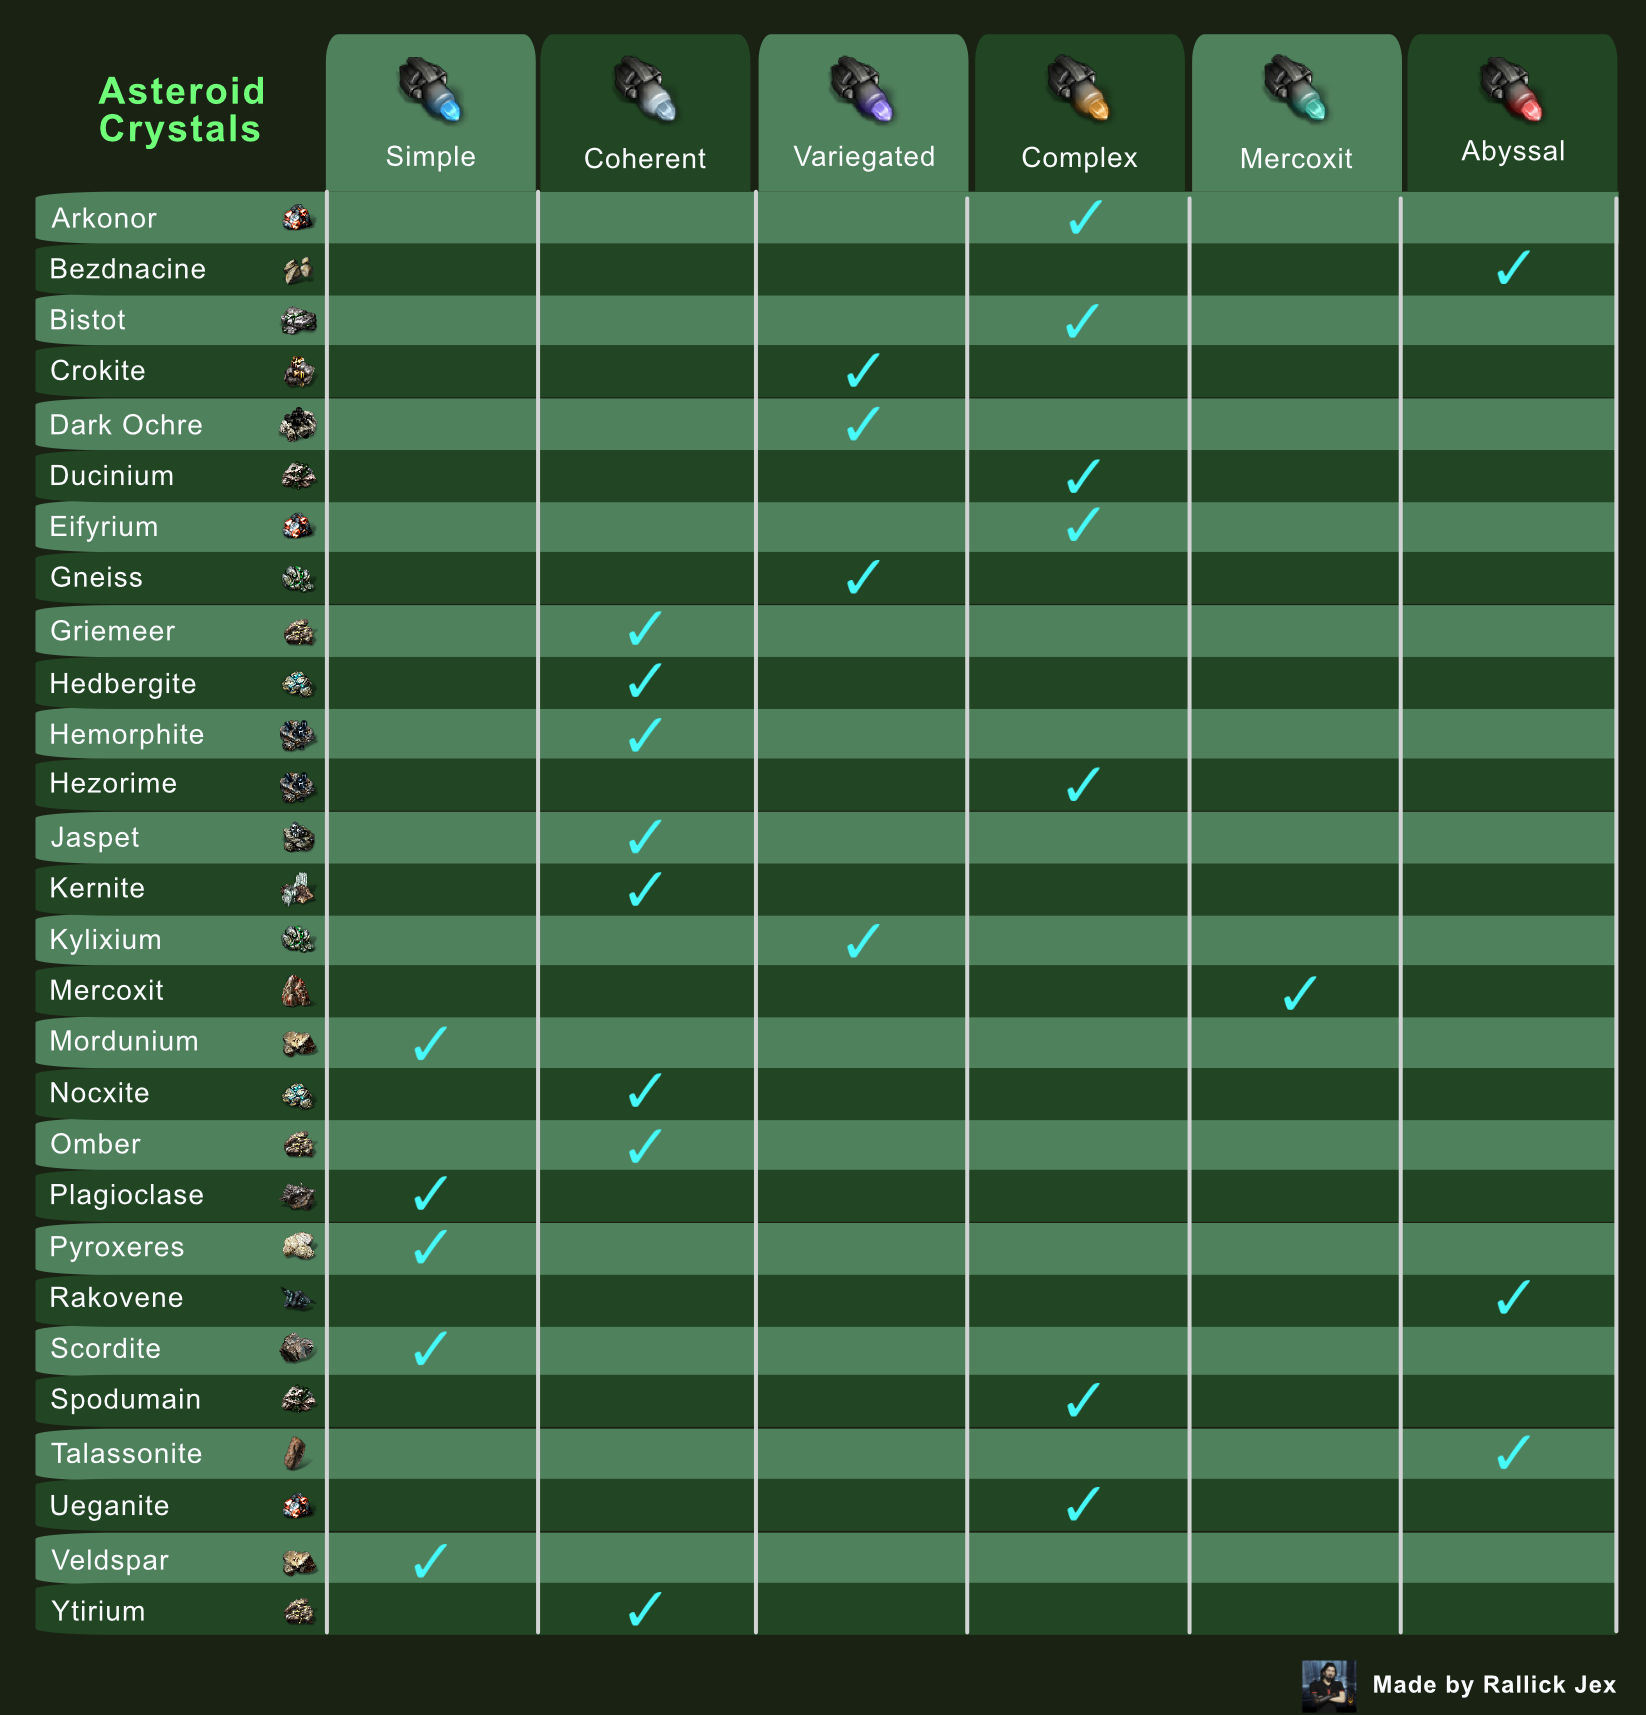 Asteroid
Crystals
Simple
Coherent
Variegated
Complex
Mercoxit
Abyssal
Arkonor
Bezdnacine
Bistot
Crokite
Dark Ochre
Ducinium
Eifyrium
Gneiss
Griemeer
Hedbergite
Hemorphite
Hezorime
Jaspet
Kernite
Kylixium
Mercoxit
Mordunium
Nocxite
Omber
Plagioclase
Pyroxeres
Rakovene
Scordite
Spodumain
Talassonite
Ueganite
Veldspar
Ytirium
Made by Rallick Jex